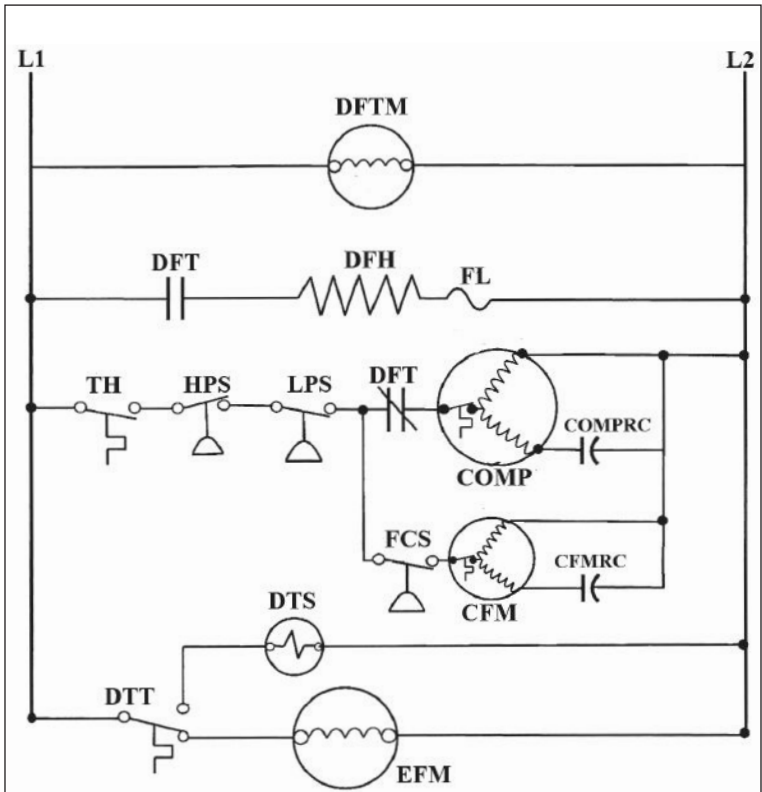 L1
L2
DFTM
DFT
DFH
FL
TH
HPS
LPS
DFT
COMPRC
COMP
FCS
CFMRC
CFM
DTS
DTT
EFM